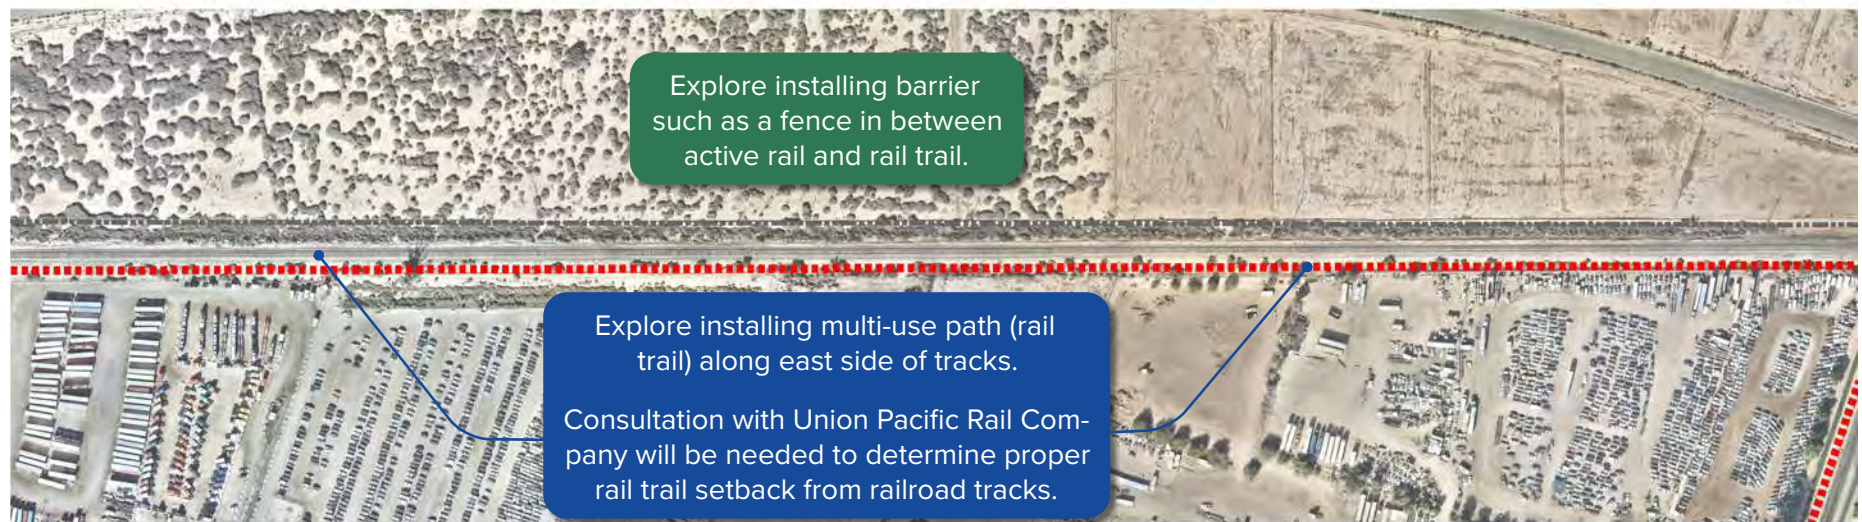 Explore installing barrier
such as a fence in between
active rail and rail trail.
Explore installing multi-use path (rail
trail) along east side of tracks.
Consultation with Union Pacific Rail Com-
pany will be needed to determine proper
rail trail setback from railroad tracks.